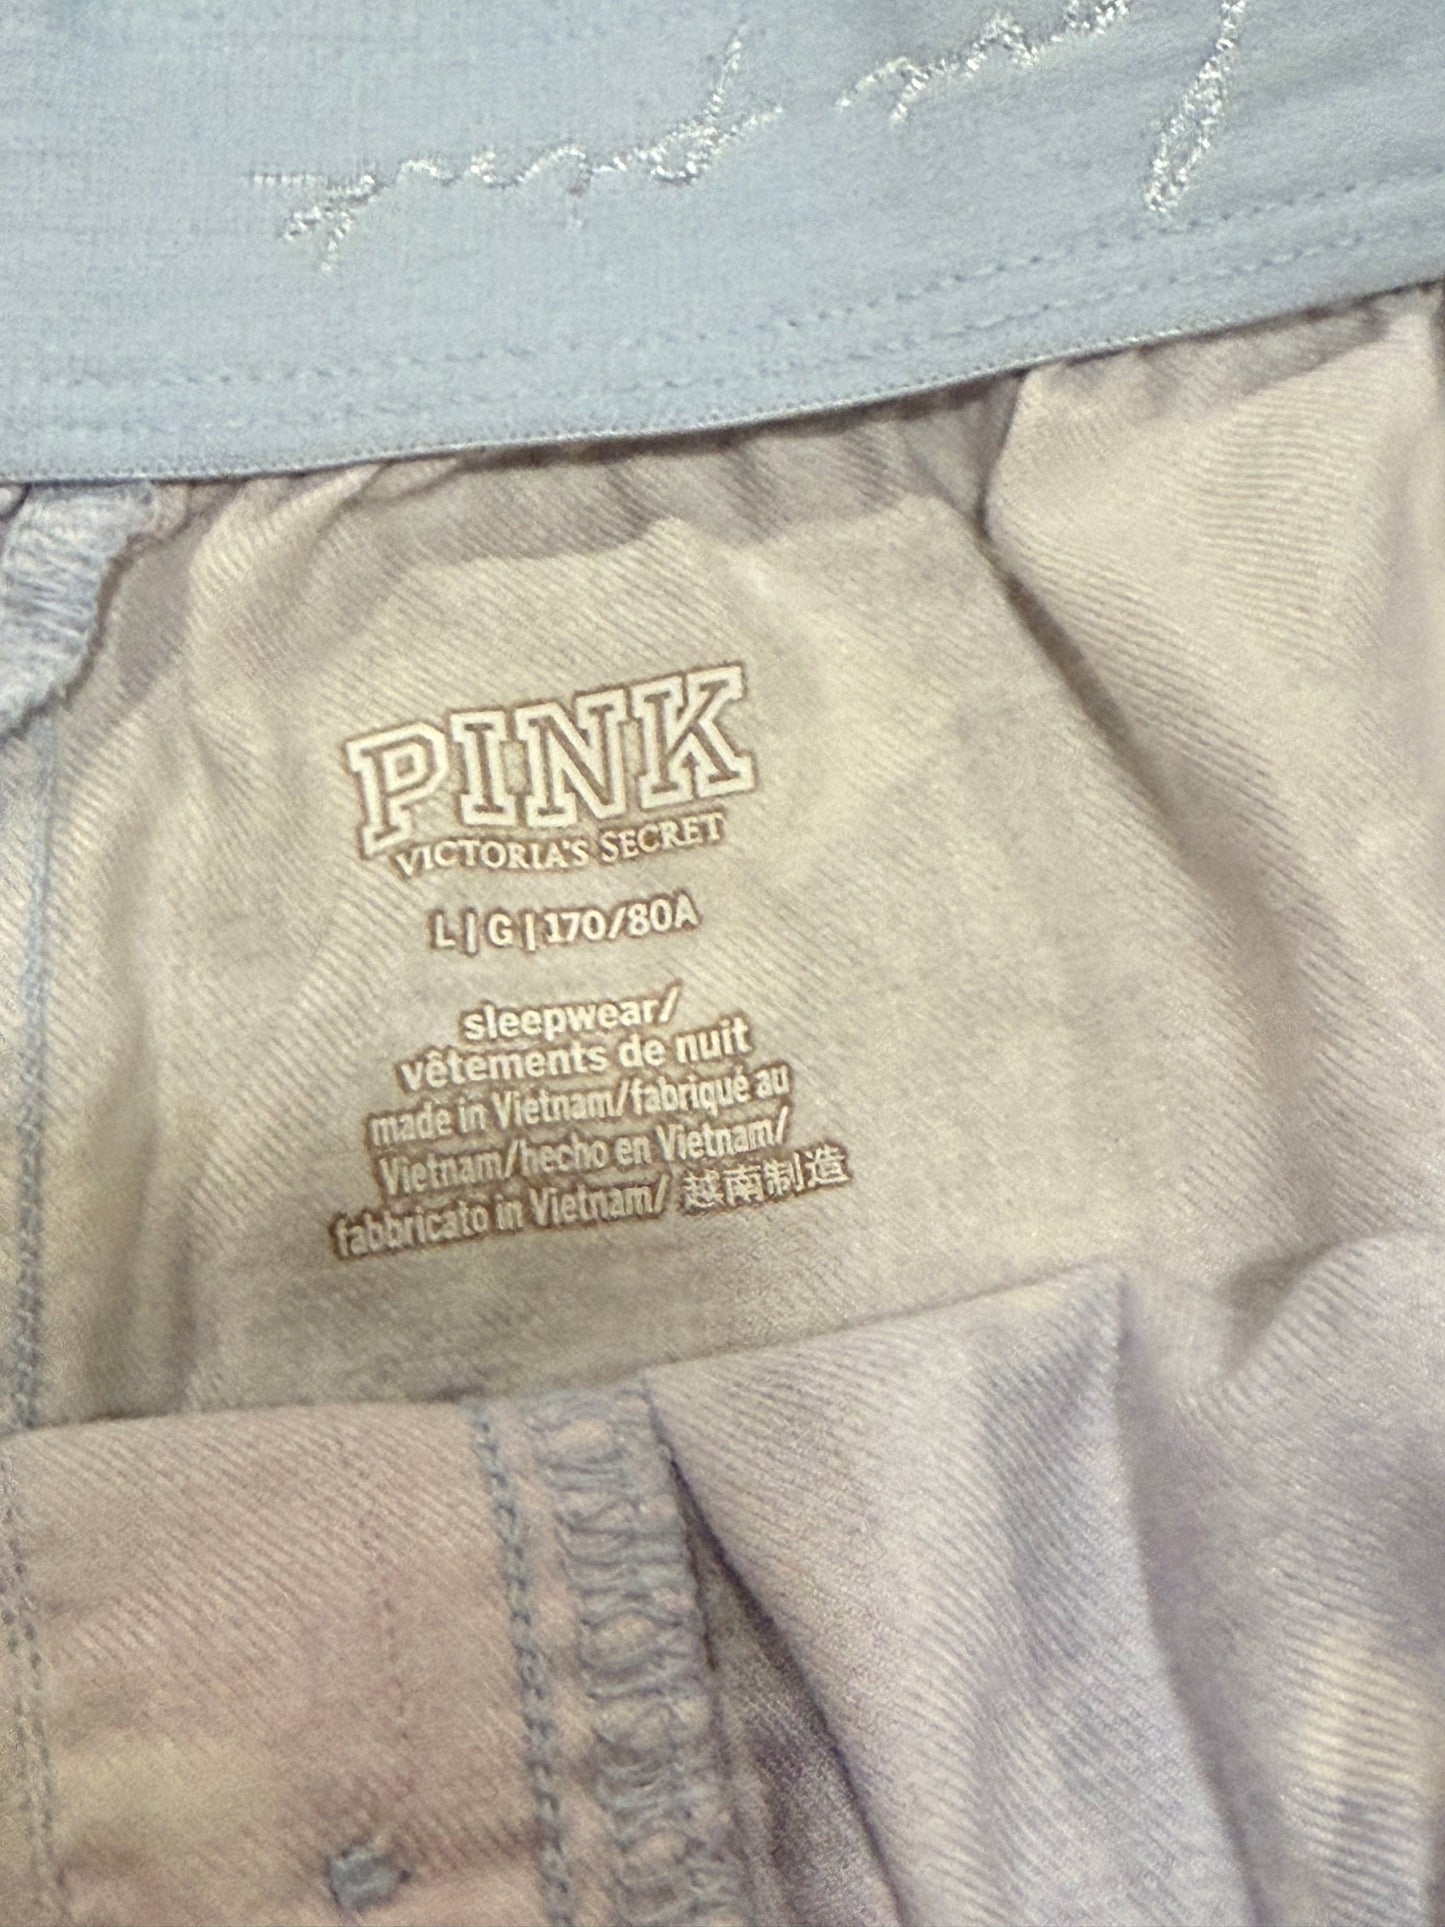 PINK
VICTORIA'S SECRET
L | G | 170/80A
sleepwear/
vêtements de nuit
made in Vietnam/fabriqué au
Vietnam/hecho en Vietnam/
fabbricato in Vietnam/ 越南制造